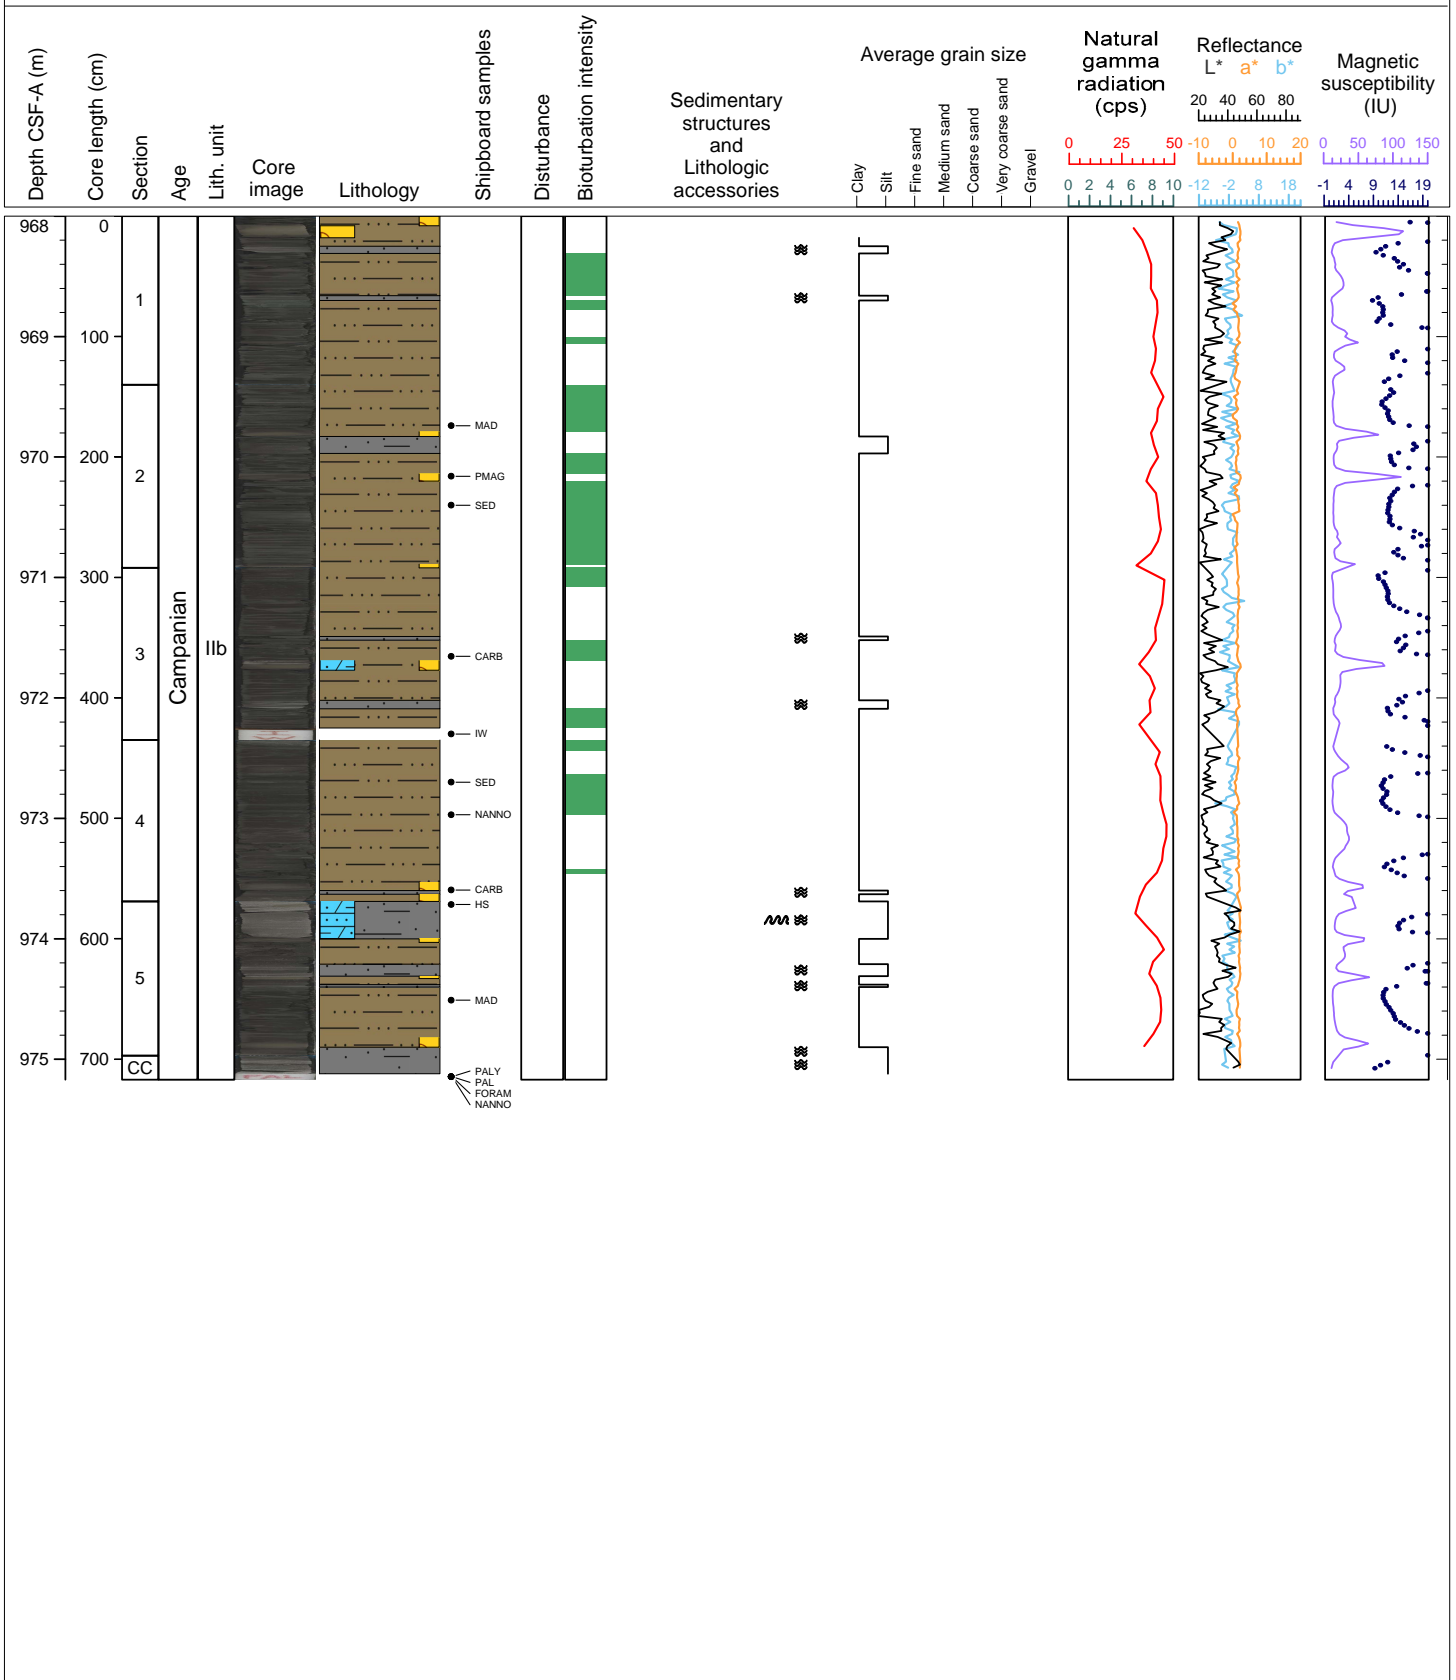 Depth CSF-A (m)
Core length (cm)
Section
Age
Lith. unit
Core
image
Lithology
Shipboard samples
Disturbance
Bioturbation intensity
Sedimentary
structures
and
Lithologic
accessories
Average grain size
Clay
Silt
Fine sand
Medium sand
Coarse sand
Very coarse sand
Gravel
Natural
gamma
radiation
(cps)
0 25 50
0 2 4 6 8 10
Reflectance
L* a* b*
20 40 60 80
-10 0 10 20
-12 -2 8 18
Magnetic
susceptibility
(IU)
0 50 100 150
-1 4 9 14 19
968
969
970
971
972
973
974
975
0
100
200
300
400
500
600
700
1
2
3
4
5
CC
Campanian
IIb
MAD
PMAG
SED
CARB
IW
SED
NANNO
CARB
HS
MAD
PALY
PAL
FORAM
NANNO